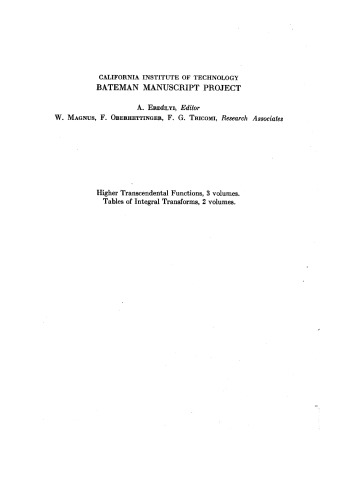 CALIFORNIA INSTITUTE OF TECHNOLOGY
BATEMAN MANUSCRIPT PROJECT
A. ERDÉLYI, Editor
W. MAGNUS, F. OBERHETTINGER, F. G. TRICOMI, Research Associates
Higher Transcendental Functions, 3 volumes.
Tables of Integral Transforms, 2 volumes.